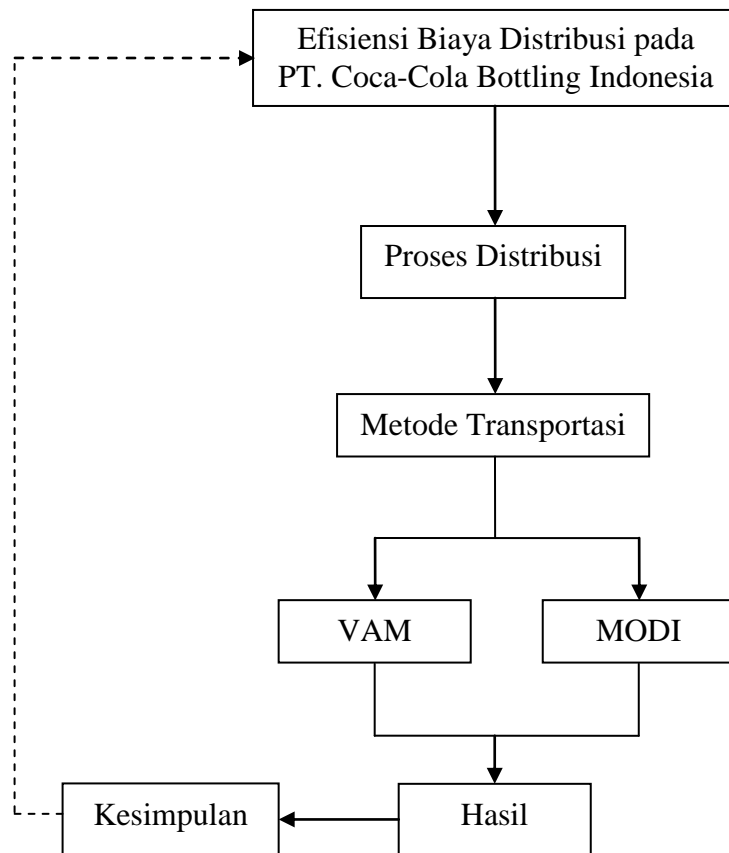 Efisiensi Biaya Distribusi pada
PT. Coca-Cola Bottling Indonesia
Proses Distribusi
Metode Transportasi
VAM
MODI
Hasil
Kesimpulan